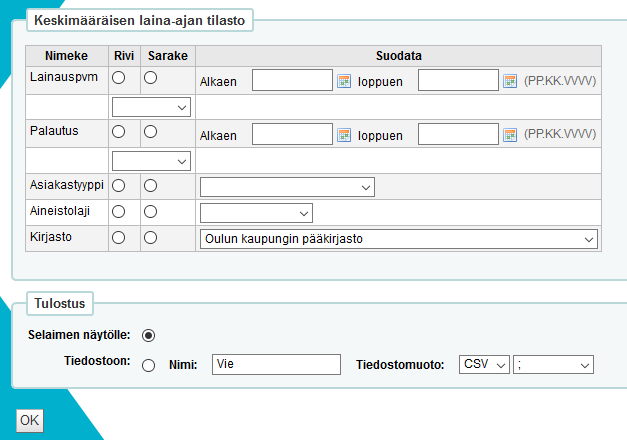 Keskimääräisen laina-ajan tilasto
Nimeke Rivi Sarake Suodata
Lainauspvm Alkaen loppuen (PP.KK.VVVV)
Palautus Alkaen loppuen (PP.KK.VVVV)
Asiakastyyppi
Aineistolaji
Kirjasto Oulun kaupungin pääkirjasto
Tulostus
Selaimen näytölle:
Tiedostoon: Nimi: Vie Tiedostomuoto: CSV ;
OK